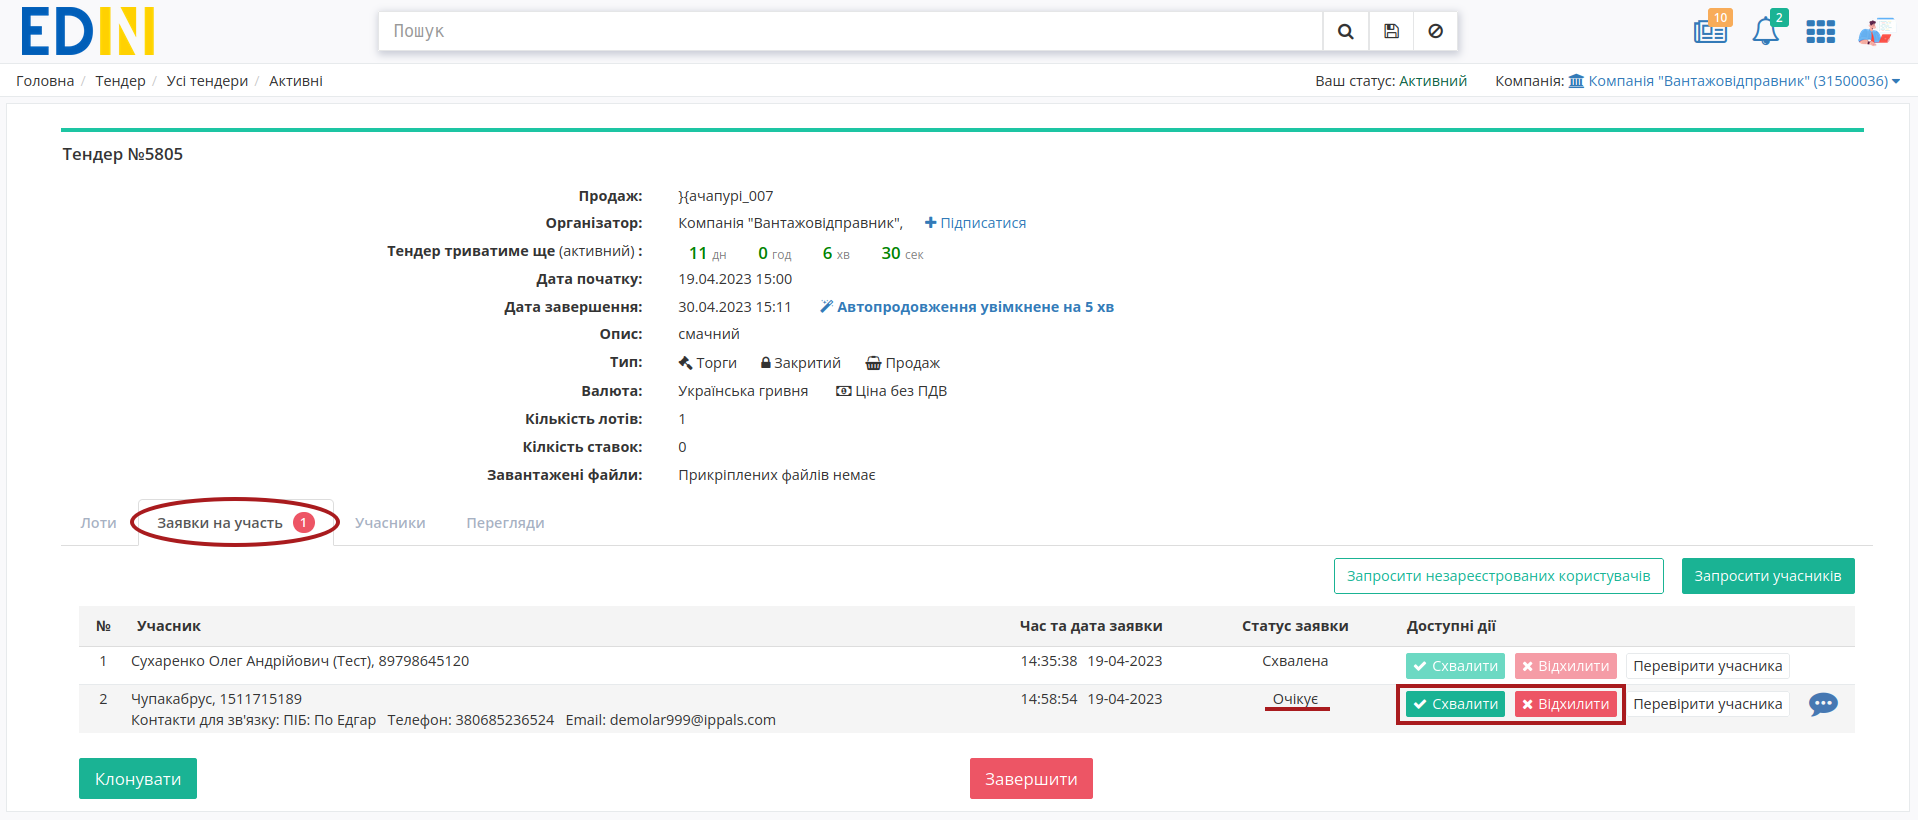 EDIN
Пошук
10
2
Головна / Тендер / Усі тендери / Активні
Ваш статус: Активний Компанія: Компанія "Вантажовідправник" (31500036)
Тендер №5805
Продаж: }{ачапурі_007
Організатор: Компанія "Вантажовідправник", Підписатися
Тендер триватиме ще (активний) : 11 дн 0 год 6 хв 30 сек
Дата початку: 19.04.2023 15:00
Дата завершення: 30.04.2023 15:11 Автопродовження увімкнене на 5 хв
Опис: смачний
Тип: Торги Закритий Продаж
Валюта: Українська гривня Ціна без ПДВ
Кількість лотів: 1
Кілкість ставок: 0
Завантажені файли: Прикріплених файлів немає
Лоти Заявки на участь 1 Учасники Перегляди
Запросити незареєстрованих користувачів Запросити учасників
№ Учасник Час та дата заявки Статус заявки Доступні дії
1 Сухаренко Олег Андрійович (Тест), 89798645120 14:35:38 19-04-2023 Схвалена Схвалити Відхилити Перевірити учасника
2 Чупакабрус, 1511715189 14:58:54 19-04-2023 Очікує Схвалити Відхилити Перевірити учасника
Контакти для зв'язку: ПІБ: По Едгар Телефон: 380685236524 Email: demolar999@ippals.com
Клонувати Завершити